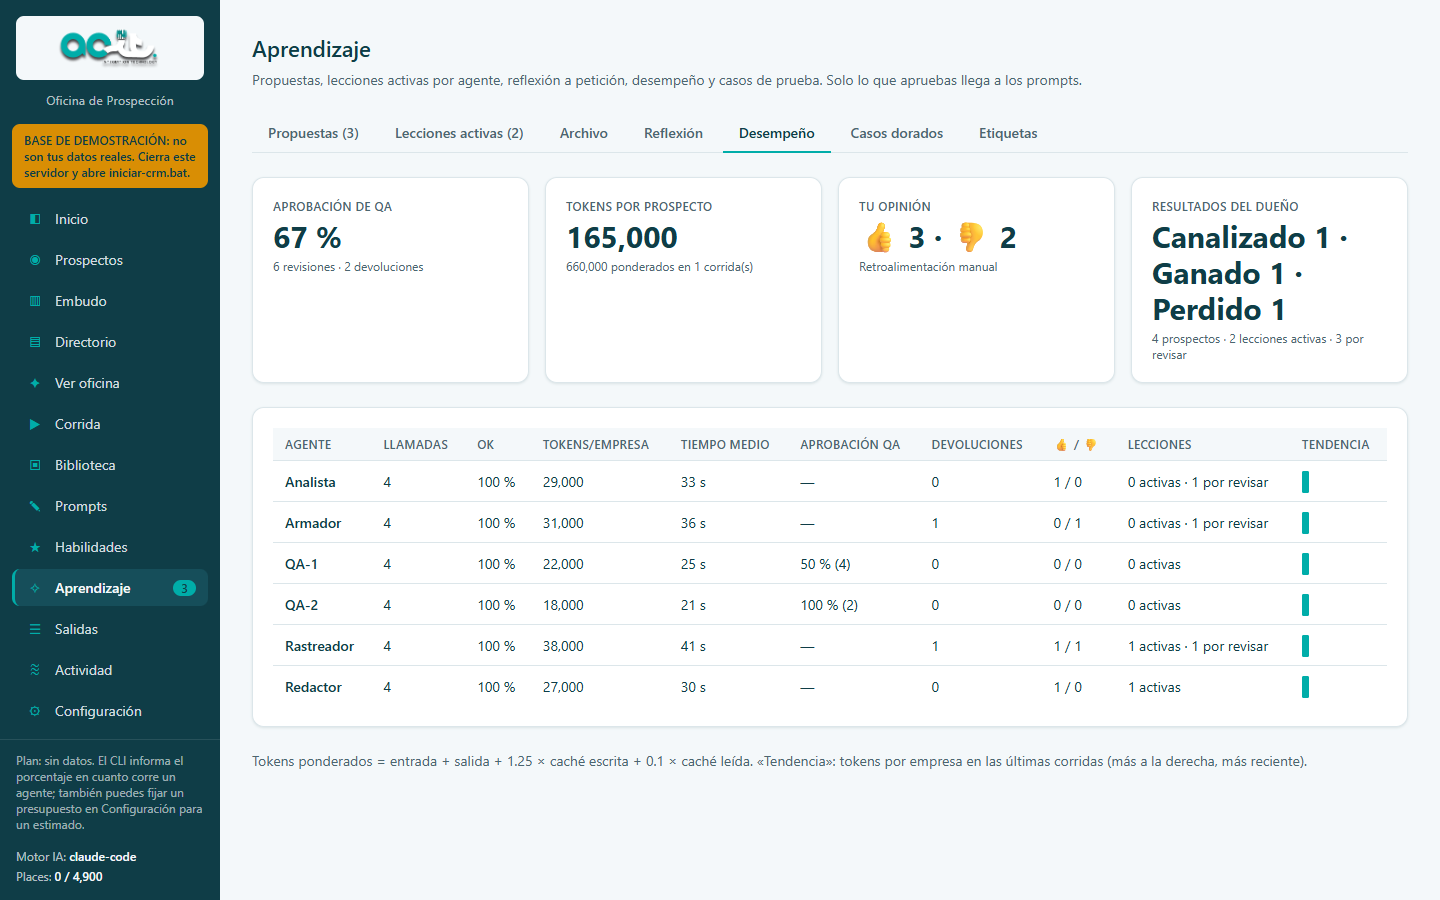 acit.
Oficina de Prospección
BASE DE DEMOSTRACIÓN: no
son tus datos reales. Cierra este
servidor y abre iniciar-crm.bat.
Inicio
Prospectos
Embudo
Directorio
Ver oficina
Corrida
Biblioteca
Prompts
Habilidades
Aprendizaje 3
Salidas
Actividad
Configuración
Plan: sin datos. El CLI informa el
porcentaje en cuanto corre un
agente; también puedes fijar un
presupuesto en Configuración para
un estimado.
Motor IA: claude-code
Places: 0 / 4,900
Aprendizaje
Propuestas, lecciones activas por agente, reflexión a petición, desempeño y casos de prueba. Solo lo que apruebas llega a los prompts.
Propuestas (3) Lecciones activas (2) Archivo Reflexión Desempeño Casos dorados Etiquetas
APROBACIÓN DE QA
67 %
6 revisiones · 2 devoluciones
TOKENS POR PROSPECTO
165,000
660,000 ponderados en 1 corrida(s)
TU OPINIÓN
👍 3 · 👎 2
Retroalimentación manual
RESULTADOS DEL DUEÑO
Canalizado 1 ·
Ganado 1 ·
Perdido 1
4 prospectos · 2 lecciones activas · 3 por
revisar
AGENTE LLAMADAS OK TOKENS/EMPRESA TIEMPO MEDIO APROBACIÓN QA DEVOLUCIONES 👍 / 👎 LECCIONES TENDENCIA
Analista 4 100 % 29,000 33 s — 0 1 / 0 0 activas · 1 por revisar
Armador 4 100 % 31,000 36 s — 1 0 / 1 0 activas · 1 por revisar
QA-1 4 100 % 22,000 25 s 50 % (4) 0 0 / 0 0 activas
QA-2 4 100 % 18,000 21 s 100 % (2) 0 0 / 0 0 activas
Rastreador 4 100 % 38,000 41 s — 1 1 / 1 1 activas · 1 por revisar
Redactor 4 100 % 27,000 30 s — 0 1 / 0 1 activas
Tokens ponderados = entrada + salida + 1.25 × caché escrita + 0.1 × caché leída. «Tendencia»: tokens por empresa en las últimas corridas (más a la derecha, más reciente).